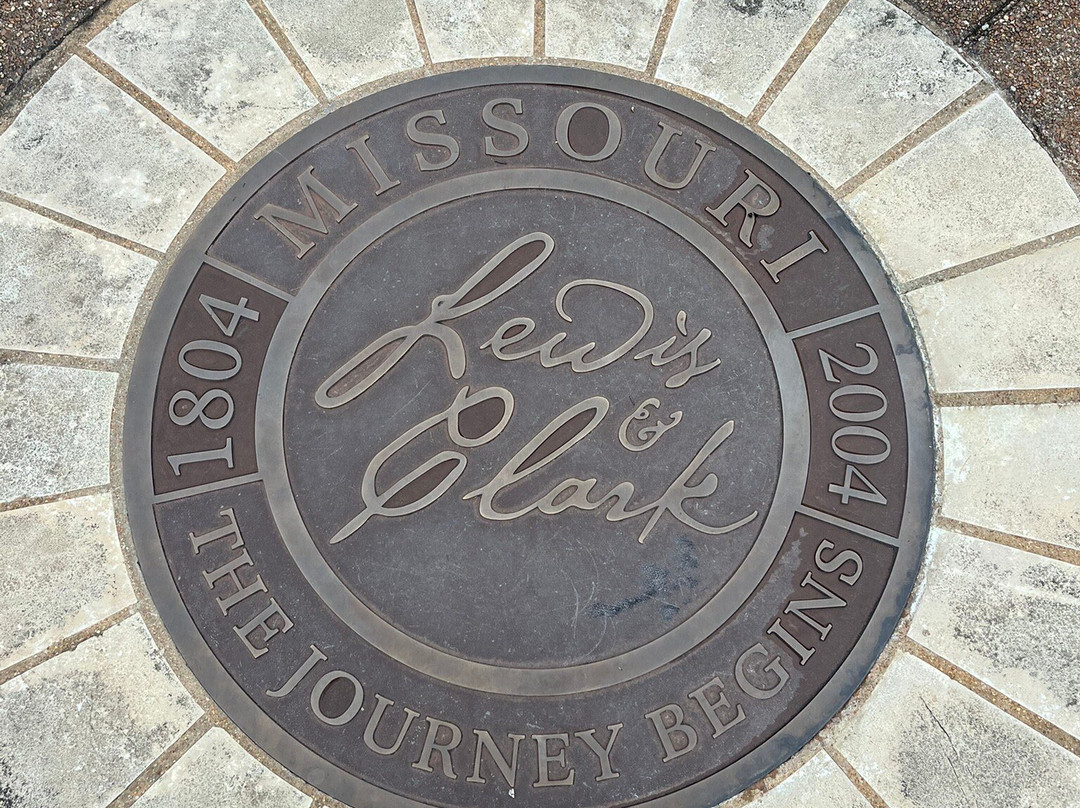 MISSOURI
1804
Lewis
&
Clark
2004
THE JOURNEY BEGINS